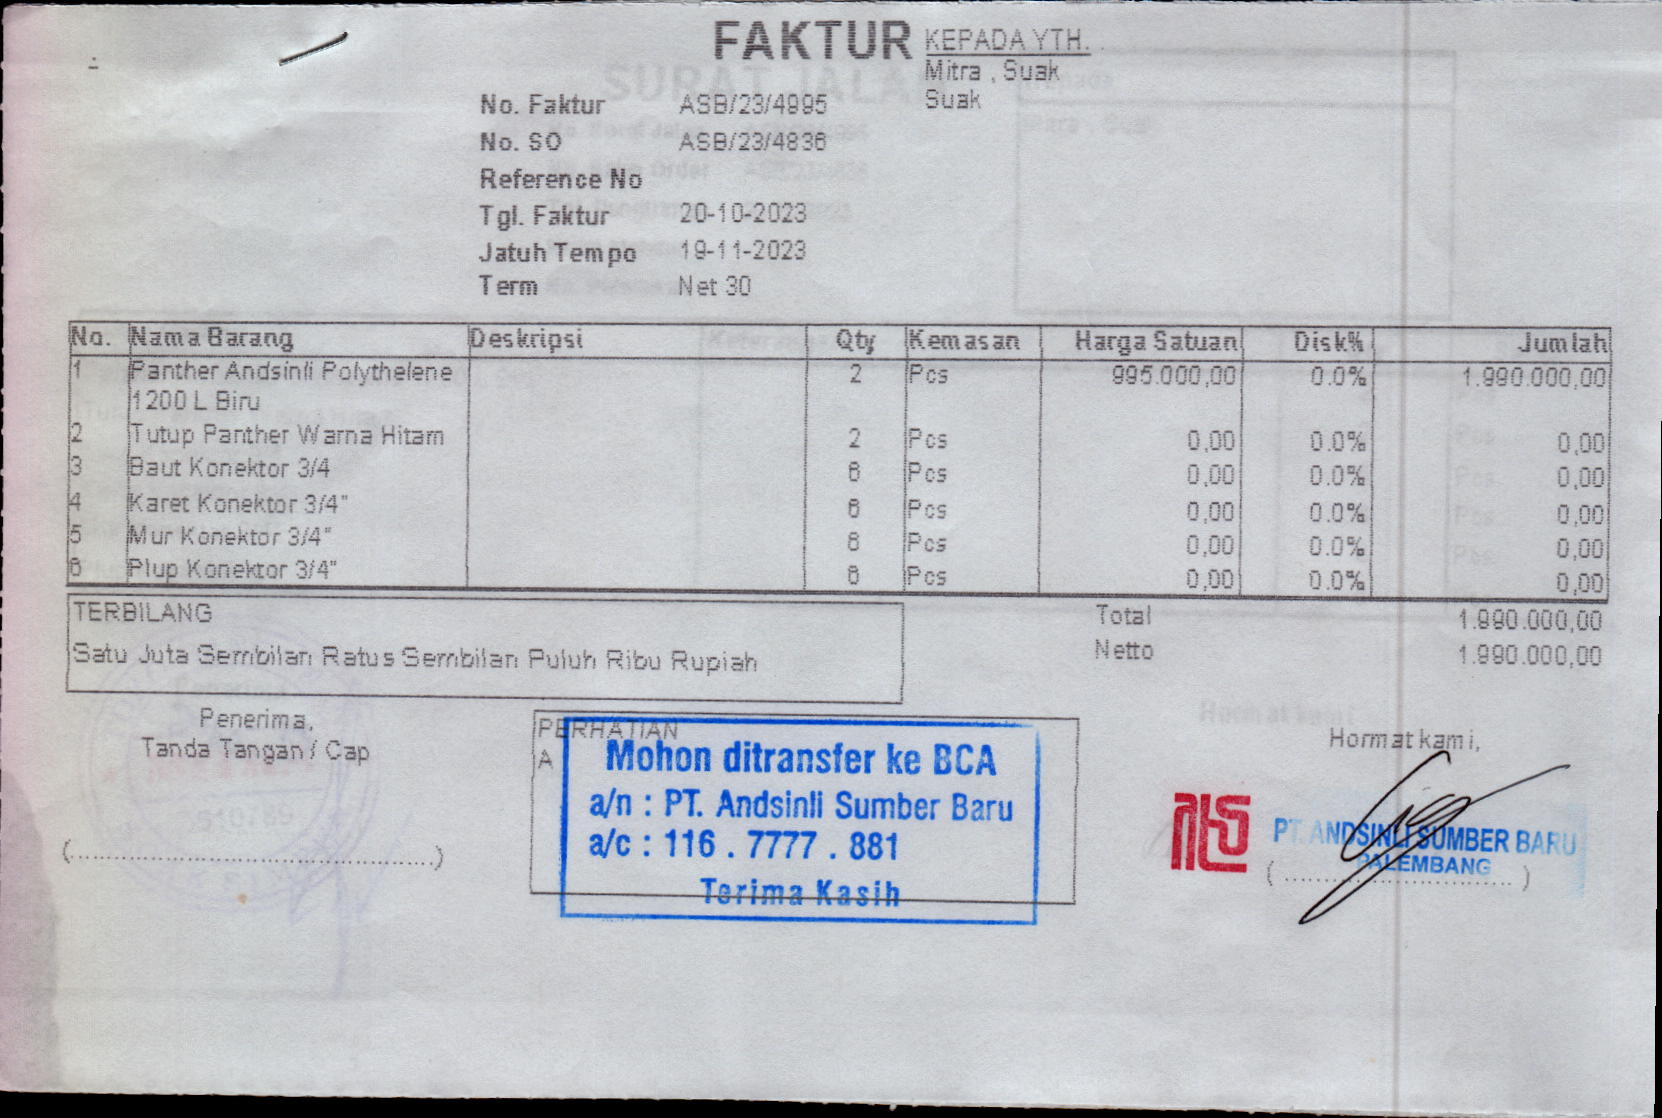 FAKTUR
KEPADA YTH.
Mitra , Suak
Suak
No. Faktur ASB/23/4995
No. SO ASB/23/4836
Reference No
Tgl. Faktur 20-10-2023
Jatuh Tempo 19-11-2023
Term Net 30
No. Nama Barang Deskripsi Qty Kemasan Harga Satuan Disk% Jumlah
1 Panther Andsinli Polythelene 2 Pcs 995.000,00 0.0% 1.990.000,00
1200 L Biru
2 Tutup Panther Warna Hitam 2 Pcs 0,00 0.0% 0,00
3 Baut Konektor 3/4 6 Pcs 0,00 0.0% 0,00
4 Karet Konektor 3/4" 6 Pcs 0,00 0.0% 0,00
5 Mur Konektor 3/4" 6 Pcs 0,00 0.0% 0,00
6 Plup Konektor 3/4" 6 Pcs 0,00 0.0% 0,00
TERBILANG
Satu Juta Sembilan Ratus Sembilan Puluh Ribu Rupiah
Total 1.990.000,00
Netto 1.990.000,00
Penerima,
Tanda Tangan / Cap
(......................................................)
PERHATIAN
A
Mohon ditransfer ke BCA
a/n : PT. Andsinli Sumber Baru
a/c : 116 . 7777 . 881
Terima Kasih
Hormat kami,
PT. ANDSINLI SUMBER BARU
PALEMBANG
( .................................. )